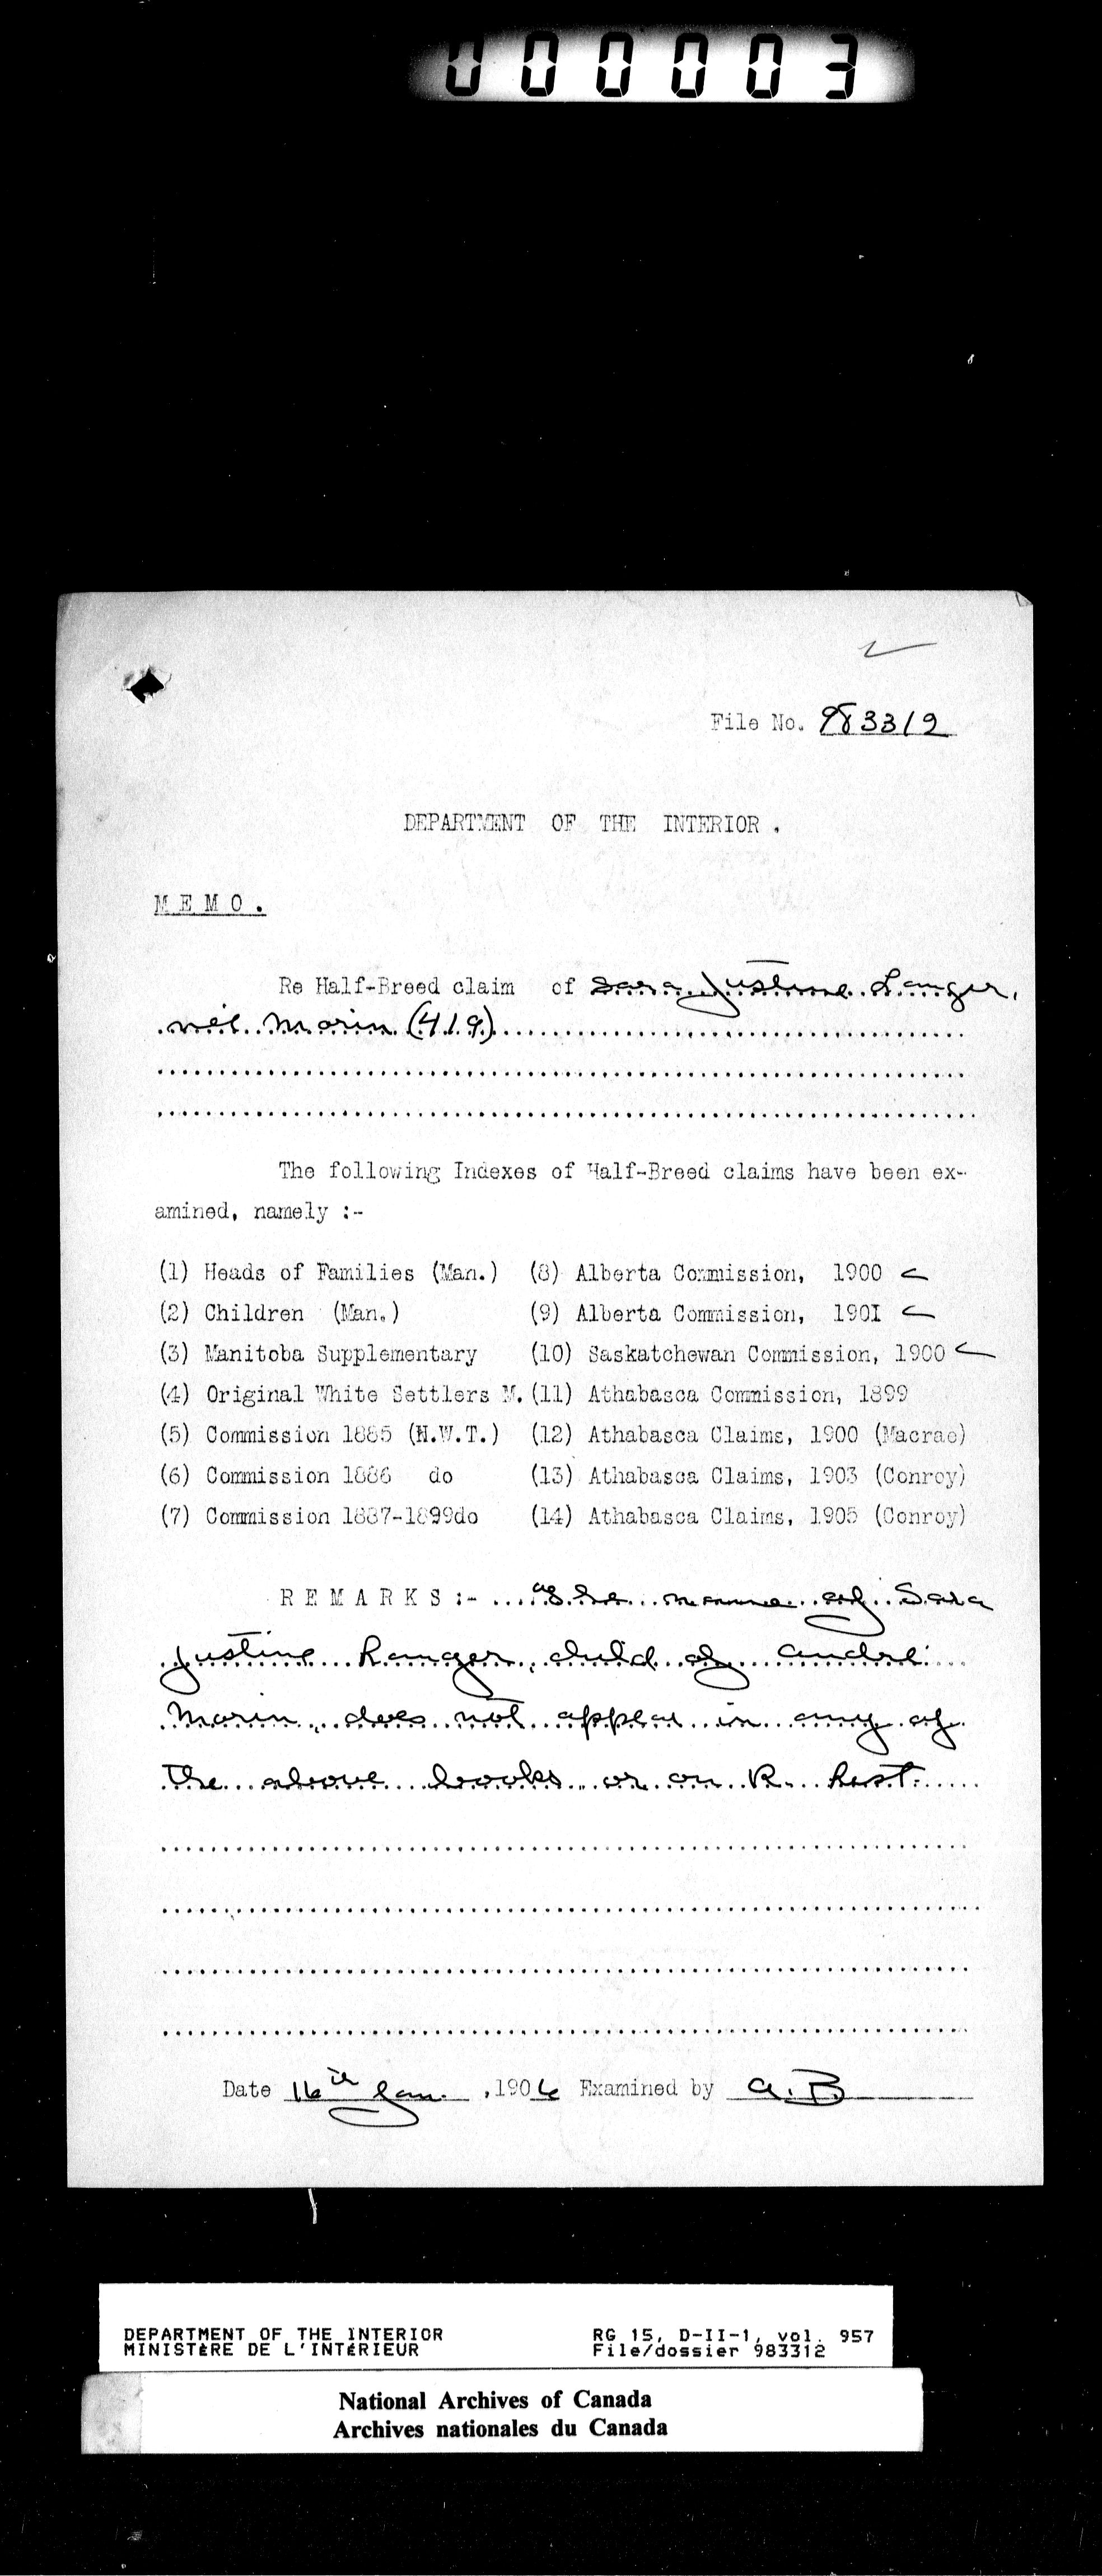 000003
File No. 983312
DEPARTMENT OF THE INTERIOR.
MEMO.
Re Half-Breed claim of Sara Justine Langer,
neé Morin (419)
The following Indexes of Half-Breed claims have been ex-
amined, namely :-
(1) Heads of Families (Man.) (8) Alberta Commission, 1900
(2) Children (Man.) (9) Alberta Commission, 1901
(3) Manitoba Supplementary (10) Saskatchewan Commission, 1900
(4) Original White Settlers M. (11) Athabasca Commission, 1899
(5) Commission 1885 (N.W.T.) (12) Athabasca Claims, 1900 (Macrae)
(6) Commission 1886 do (13) Athabasca Claims, 1903 (Conroy)
(7) Commission 1887-1899do (14) Athabasca Claims, 1905 (Conroy)
REMARKS :- The name of Sara
Justine Ranger, child of André
Morin, does not appear in any of
the above books or on R. List.
Date 16th Jan. ,1906 Examined by A.B.
DEPARTMENT OF THE INTERIOR RG 15, D-II-1, vol. 957
MINISTÈRE DE L'INTÉRIEUR File/dossier 983312
National Archives of Canada
Archives nationales du Canada